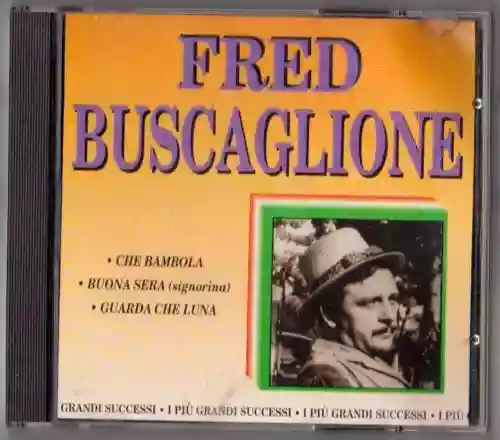 FRED
BUSCAGLIONE
• CHE BAMBOLA
• BUONA SERA (signorina)
• GUARDA CHE LUNA
GRANDI SUCCESSI • I PIÙ GRANDI SUCCESSI • I PIÙ GRANDI SUCCESSI • I PIÙ